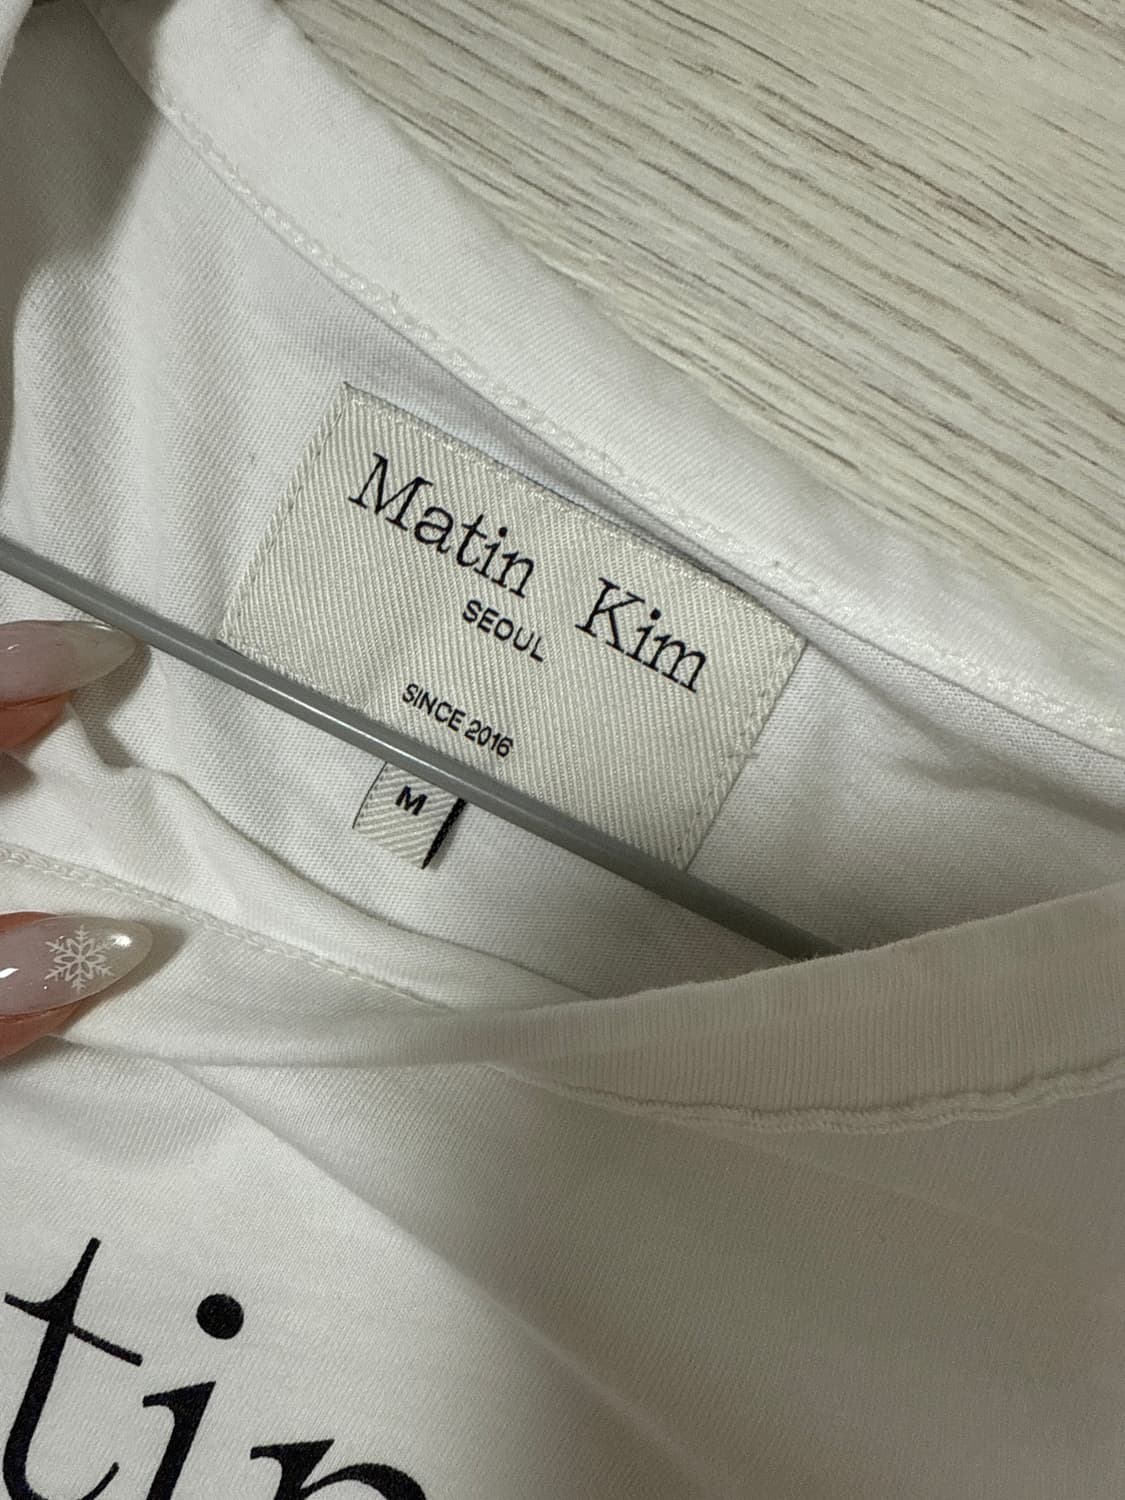 Matin Kim
SEOUL
SINCE 2016
M
tin